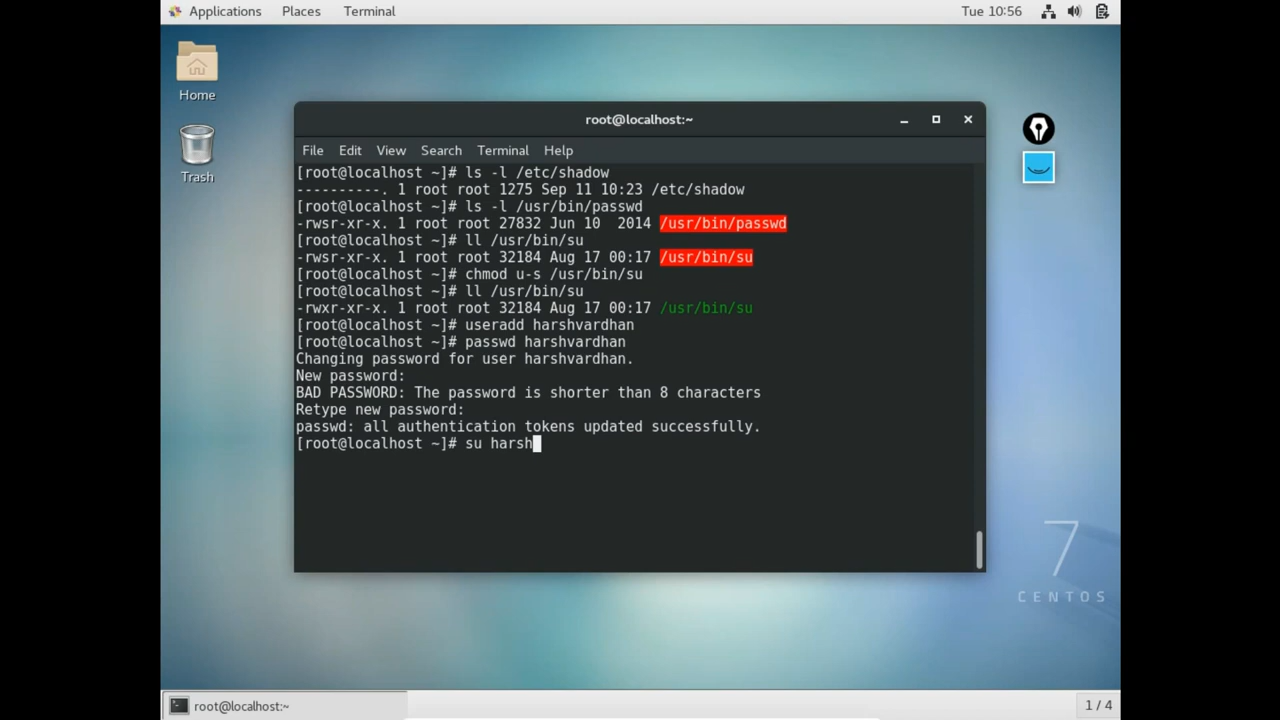 Applications Places Terminal Tue 10:56
Home
Trash
root@localhost:~
File Edit View Search Terminal Help
[root@localhost ~]# ls -l /etc/shadow
----------. 1 root root 1275 Sep 11 10:23 /etc/shadow
[root@localhost ~]# ls -l /usr/bin/passwd
-rwsr-xr-x. 1 root root 27832 Jun 10  2014 /usr/bin/passwd
[root@localhost ~]# ll /usr/bin/su
-rwsr-xr-x. 1 root root 32184 Aug 17 00:17 /usr/bin/su
[root@localhost ~]# chmod u-s /usr/bin/su
[root@localhost ~]# ll /usr/bin/su
-rwxr-xr-x. 1 root root 32184 Aug 17 00:17 /usr/bin/su
[root@localhost ~]# useradd harshvardhan
[root@localhost ~]# passwd harshvardhan
Changing password for user harshvardhan.
New password:
BAD PASSWORD: The password is shorter than 8 characters
Retype new password:
passwd: all authentication tokens updated successfully.
[root@localhost ~]# su harsh
7
CENTOS
root@localhost:~ 1 / 4